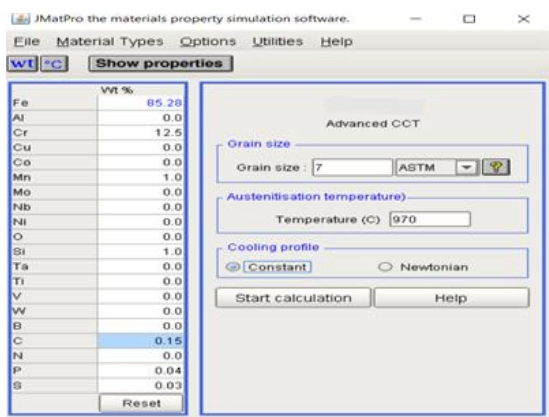 JMatPro the materials property simulation software.
File Material Types Options Utilities Help
wt °C Show properties
Wt %
Fe 85.28
Al 0.0
Cr 12.5
Cu 0.0
Co 0.0
Mn 1.0
Mo 0.0
Nb 0.0
Ni 0.0
O 0.0
Si 1.0
Ta 0.0
Ti 0.0
V 0.0
W 0.0
B 0.0
C 0.15
N 0.0
P 0.04
S 0.03
Reset
Advanced CCT
Grain size
Grain size : 7 ASTM ?
Austenitisation temperature)
Temperature (C) 970
Cooling profile
Constant Newtonian
Start calculation Help